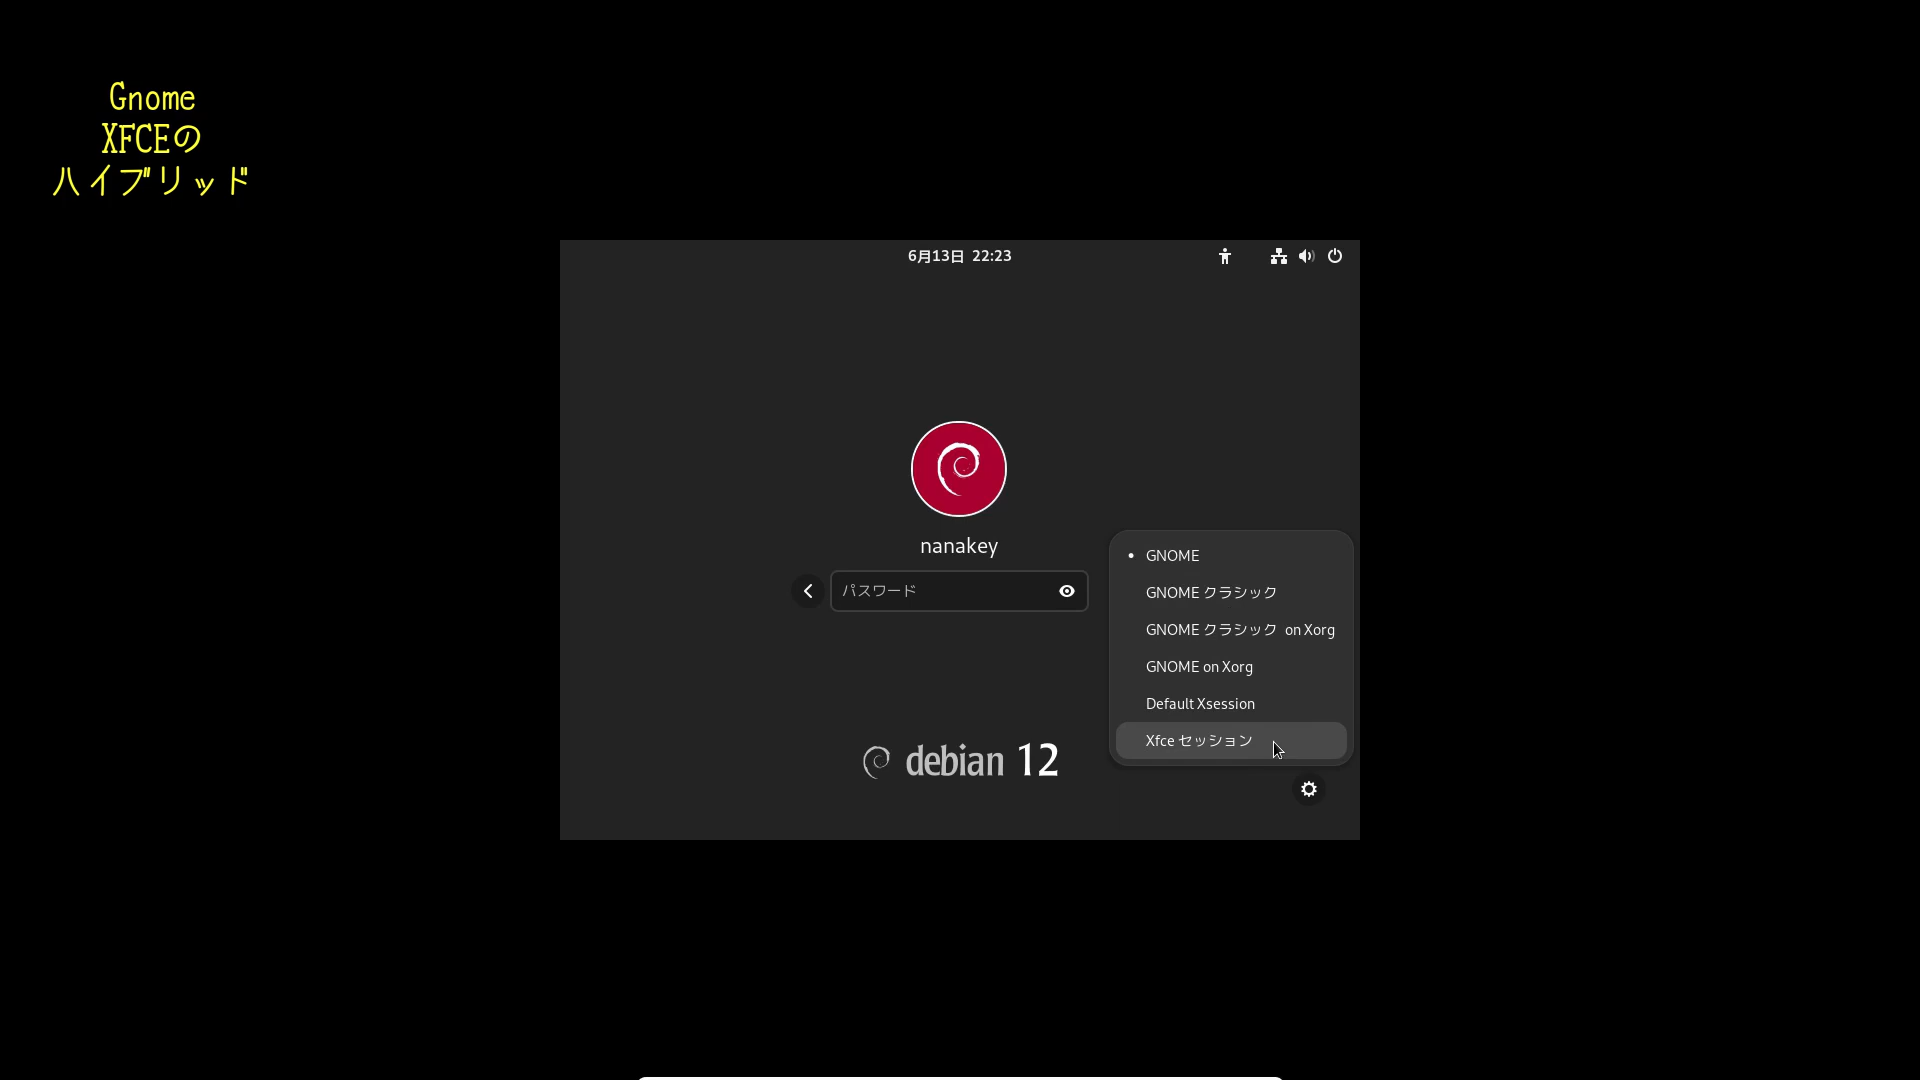 Gnome
XFCEの
ハイブリッド
6月13日 22:23
nanakey
パスワード
GNOME
GNOME クラシック
GNOME クラシック on Xorg
GNOME on Xorg
Default Xsession
Xfce セッション
debian 12